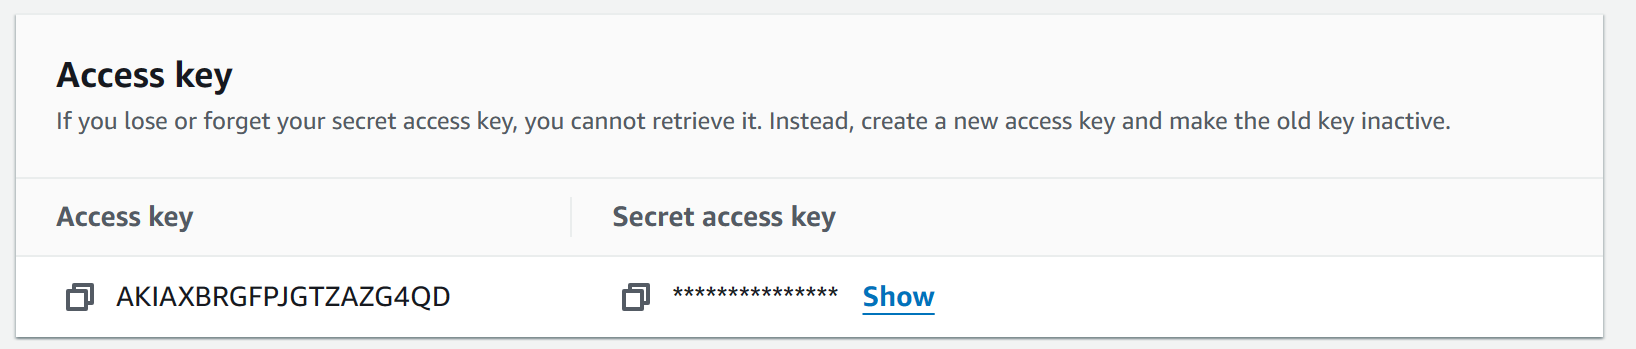 Access key
If you lose or forget your secret access key, you cannot retrieve it. Instead, create a new access key and make the old key inactive.
Access key Secret access key
AKIAXBRGFPJGTZAZG4QD *************** Show